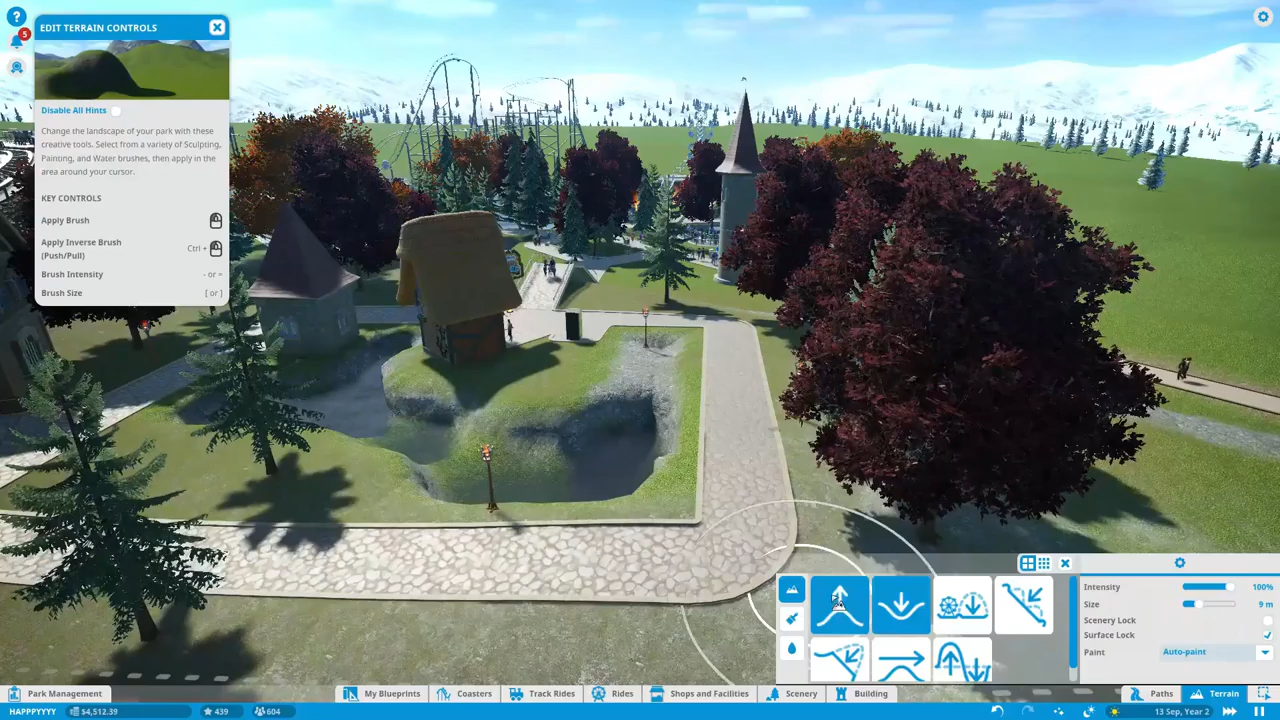 ?
5
EDIT TERRAIN CONTROLS
Disable All Hints
Change the landscape of your park with these
creative tools. Select from a variety of Sculpting,
Painting, and Water brushes, then apply in the
area around your cursor.
KEY CONTROLS
Apply Brush
Apply Inverse Brush
(Push/Pull)
Ctrl +
Brush Intensity
- or =
Brush Size
[ or ]
Intensity
100%
Size
9 m
Scenery Lock
Surface Lock
Paint
Auto-paint
Park Management
My Blueprints
Coasters
Track Rides
Rides
Shops and Facilities
Scenery
Building
Paths
Terrain
HAPPPYYYY
$4,512.39
439
604
13 Sep, Year 2